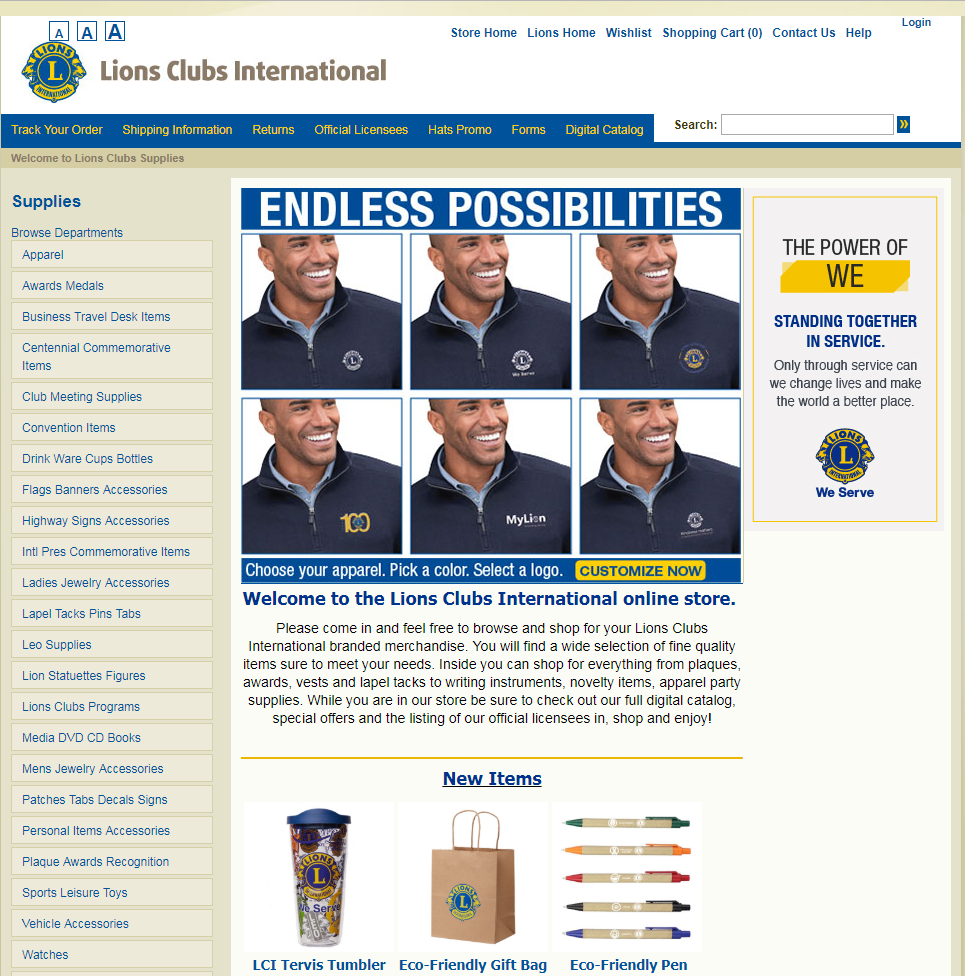 A A A
Login
Store Home Lions Home Wishlist Shopping Cart (0) Contact Us Help
LIONS
L
INTERNATIONAL
Lions Clubs International
Track Your Order Shipping Information Returns Official Licensees Hats Promo Forms Digital Catalog
Search: »
Welcome to Lions Clubs Supplies
Supplies
Browse Departments
Apparel
Awards Medals
Business Travel Desk Items
Centennial Commemorative
Items
Club Meeting Supplies
Convention Items
Drink Ware Cups Bottles
Flags Banners Accessories
Highway Signs Accessories
Intl Pres Commemorative Items
Ladies Jewelry Accessories
Lapel Tacks Pins Tabs
Leo Supplies
Lion Statuettes Figures
Lions Clubs Programs
Media DVD CD Books
Mens Jewelry Accessories
Patches Tabs Decals Signs
Personal Items Accessories
Plaque Awards Recognition
Sports Leisure Toys
Vehicle Accessories
Watches
ENDLESS POSSIBILITIES
We Serve
100
MyLion
Choose your apparel. Pick a color. Select a logo. CUSTOMIZE NOW
Welcome to the Lions Clubs International online store.
Please come in and feel free to browse and shop for your Lions Clubs
International branded merchandise. You will find a wide selection of fine quality
items sure to meet your needs. Inside you can shop for everything from plaques,
awards, vests and lapel tacks to writing instruments, novelty items, apparel party
supplies. While you are in our store be sure to check out our full digital catalog,
special offers and the listing of our official licensees in, shop and enjoy!
New Items
LIONS
L
We Serve
L
LCI Tervis Tumbler
Eco-Friendly Gift Bag
Eco-Friendly Pen
THE POWER OF
WE
STANDING TOGETHER
IN SERVICE.
Only through service can
we change lives and make
the world a better place.
LIONS
L
INTERNATIONAL
We Serve